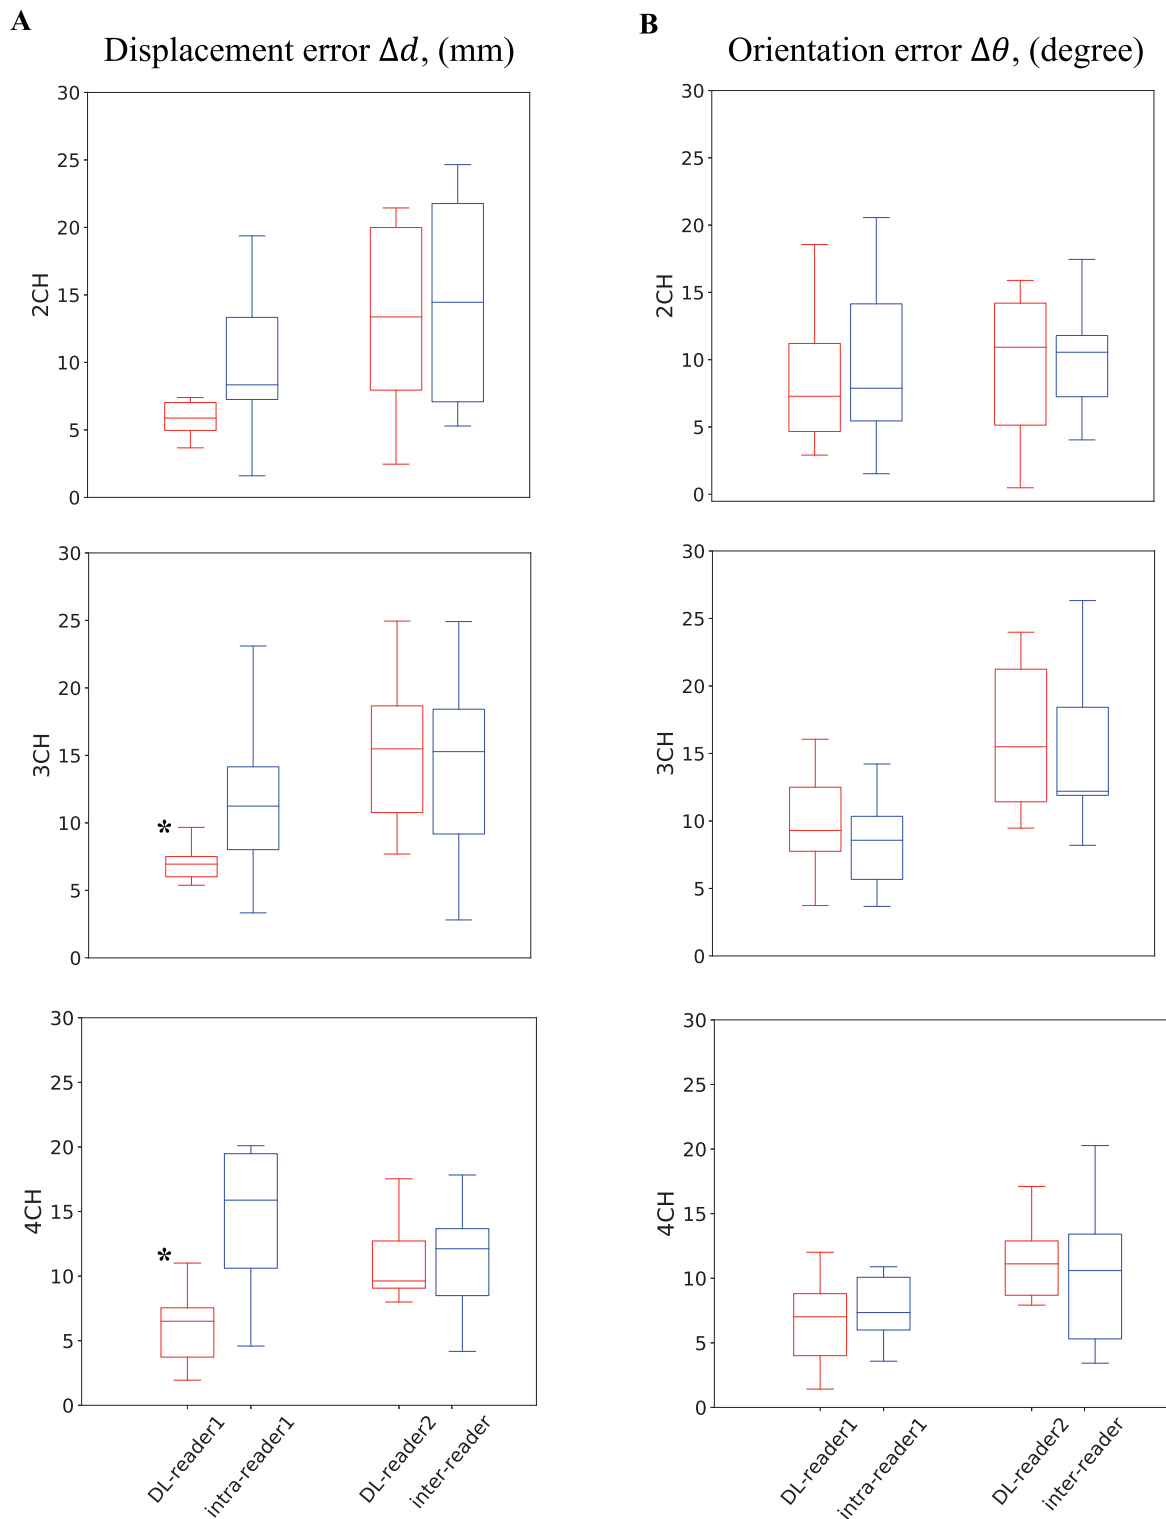 A
Displacement error Δd, (mm)
30
25
20
15
10
5
0
2CH
30
25
20
15
10
5
0
3CH
*
30
25
20
15
10
5
0
4CH
*
DL-reader1
intra-reader1
DL-reader2
inter-reader
B
Orientation error Δθ, (degree)
30
25
20
15
10
5
0
2CH
30
25
20
15
10
5
0
3CH
30
25
20
15
10
5
0
4CH
DL-reader1
intra-reader1
DL-reader2
inter-reader